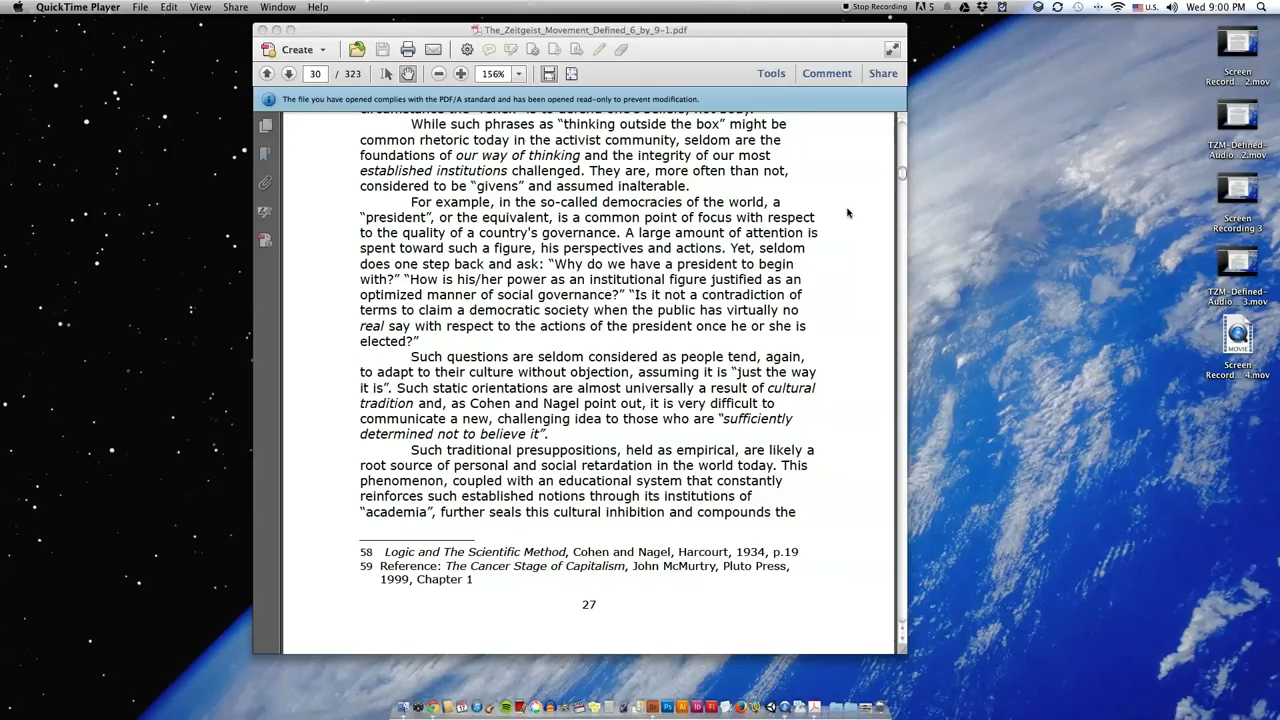 QuickTime Player File Edit View Share Window Help
Stop Recording 5 U.S. Wed 9:00 PM
The_Zeitgeist_Movement_Defined_6_by_9-1.pdf
Create
30 / 323 156% Tools Comment Share
The file you have opened complies with the PDF/A standard and has been opened read-only to prevent modification.
While such phrases as “thinking outside the box” might be
common rhetoric today in the activist community, seldom are the
foundations of our way of thinking and the integrity of our most
established institutions challenged. They are, more often than not,
considered to be “givens” and assumed inalterable.
For example, in the so-called democracies of the world, a
“president”, or the equivalent, is a common point of focus with respect
to the quality of a country's governance. A large amount of attention is
spent toward such a figure, his perspectives and actions. Yet, seldom
does one step back and ask: “Why do we have a president to begin
with?” “How is his/her power as an institutional figure justified as an
optimized manner of social governance?” “Is it not a contradiction of
terms to claim a democratic society when the public has virtually no
real say with respect to the actions of the president once he or she is
elected?”
Such questions are seldom considered as people tend, again,
to adapt to their culture without objection, assuming it is “just the way
it is”. Such static orientations are almost universally a result of cultural
tradition and, as Cohen and Nagel point out, it is very difficult to
communicate a new, challenging idea to those who are “sufficiently
determined not to believe it”.
Such traditional presuppositions, held as empirical, are likely a
root source of personal and social retardation in the world today. This
phenomenon, coupled with an educational system that constantly
reinforces such established notions through its institutions of
“academia”, further seals this cultural inhibition and compounds the
58 Logic and The Scientific Method, Cohen and Nagel, Harcourt, 1934, p.19
59 Reference: The Cancer Stage of Capitalism, John McMurtry, Pluto Press,
1999, Chapter 1
27
Screen
Record... 2.mov
TZM-Defined-
Audio ...2.mov
Screen
Recording 3
TZM-Defined-
Audio ... 3.mov
MOVIE
Screen
Record... 4.mov